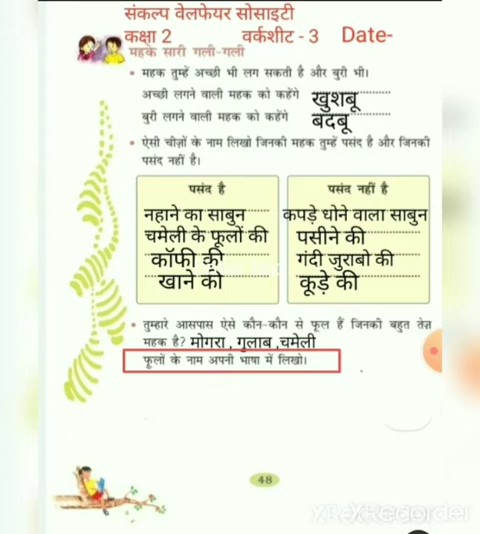 संकल्प वेलफेयर सोसाइटी
कक्षा 2 वर्कशीट - 3 Date-
महके सारी गली-गली
• महक तुम्हें अच्छी भी लग सकती है और बुरी भी।
अच्छी लगने वाली महक को कहेंगे खुशबू
बुरी लगने वाली महक को कहेंगे बदबू
• ऐसी चीज़ों के नाम लिखो जिनकी महक तुम्हें पसंद है और जिनकी
पसंद नहीं है।
पसंद है
नहाने का साबुन
चमेली के फूलों की
कॉफी की
खाने की
पसंद नहीं है
कपड़े धोने वाला साबुन
पसीने की
गंदी जुराबो की
कूड़े की
• तुम्हारे आसपास ऐसे कौन-कौन से फूल हैं जिनकी बहुत तेज़
महक है? मोगरा , गुलाब ,चमेली
फूलों के नाम अपनी भाषा में लिखो।
48
XRecorder